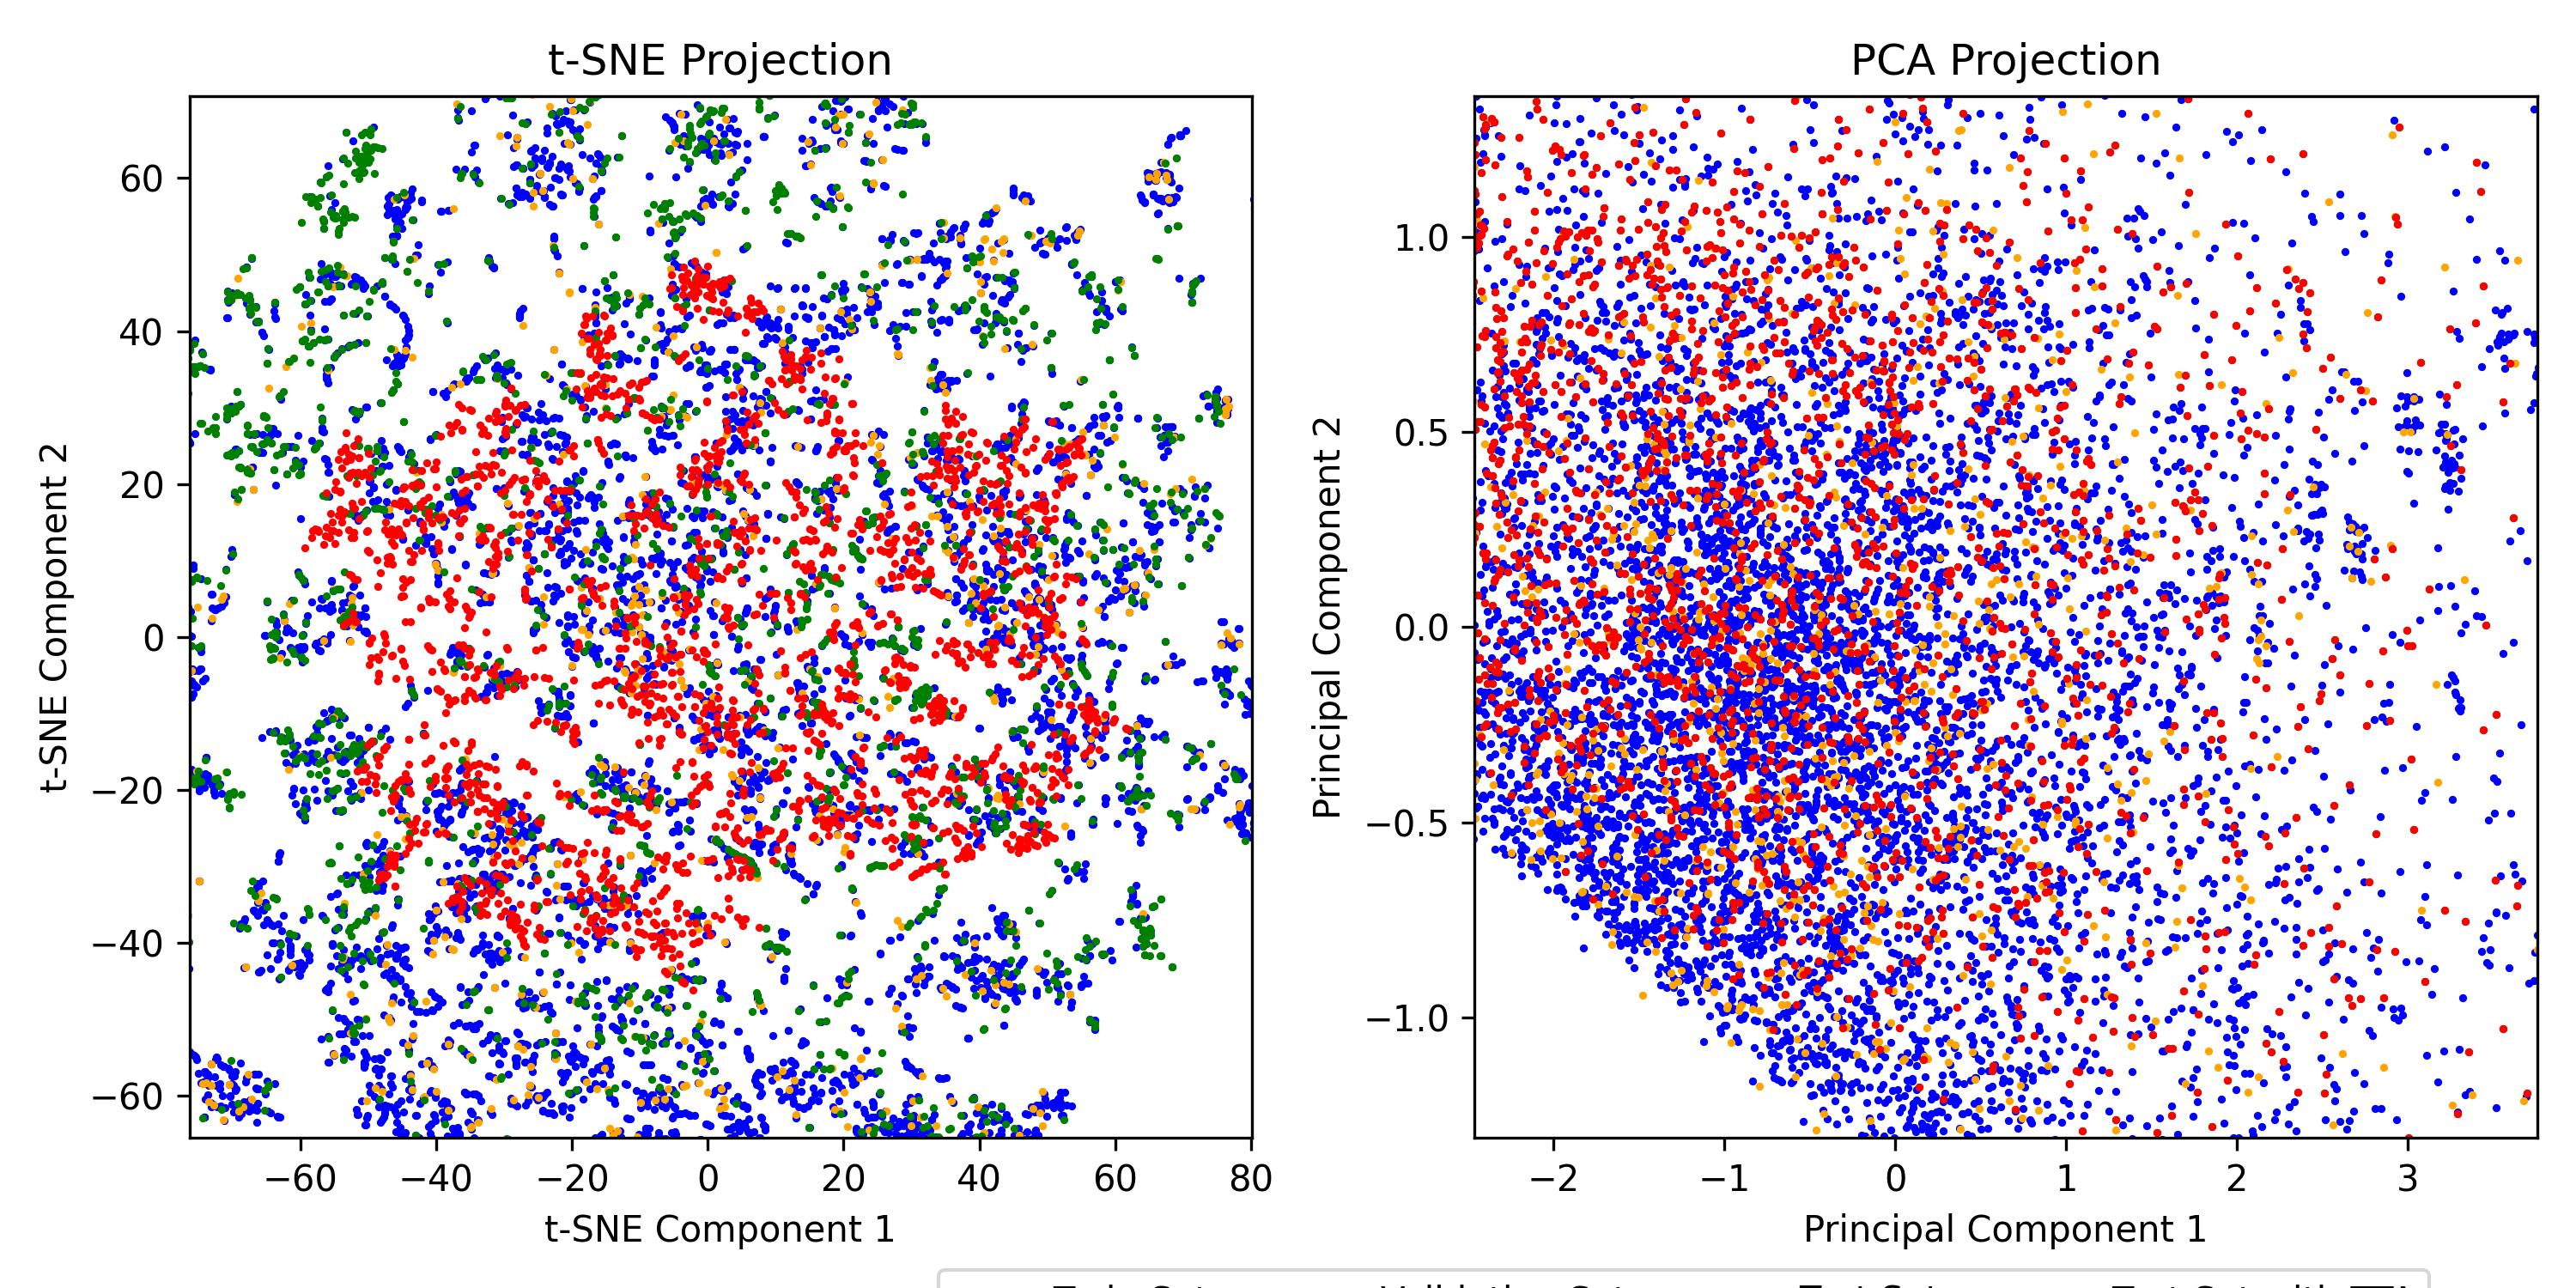 t-SNE Projection
PCA Projection
60
40
20
0
−20
−40
−60
t-SNE Component 2
−60 −40 −20 0 20 40 60 80
t-SNE Component 1
1.0
0.5
0.0
−0.5
−1.0
Principal Component 2
−2 −1 0 1 2 3
Principal Component 1